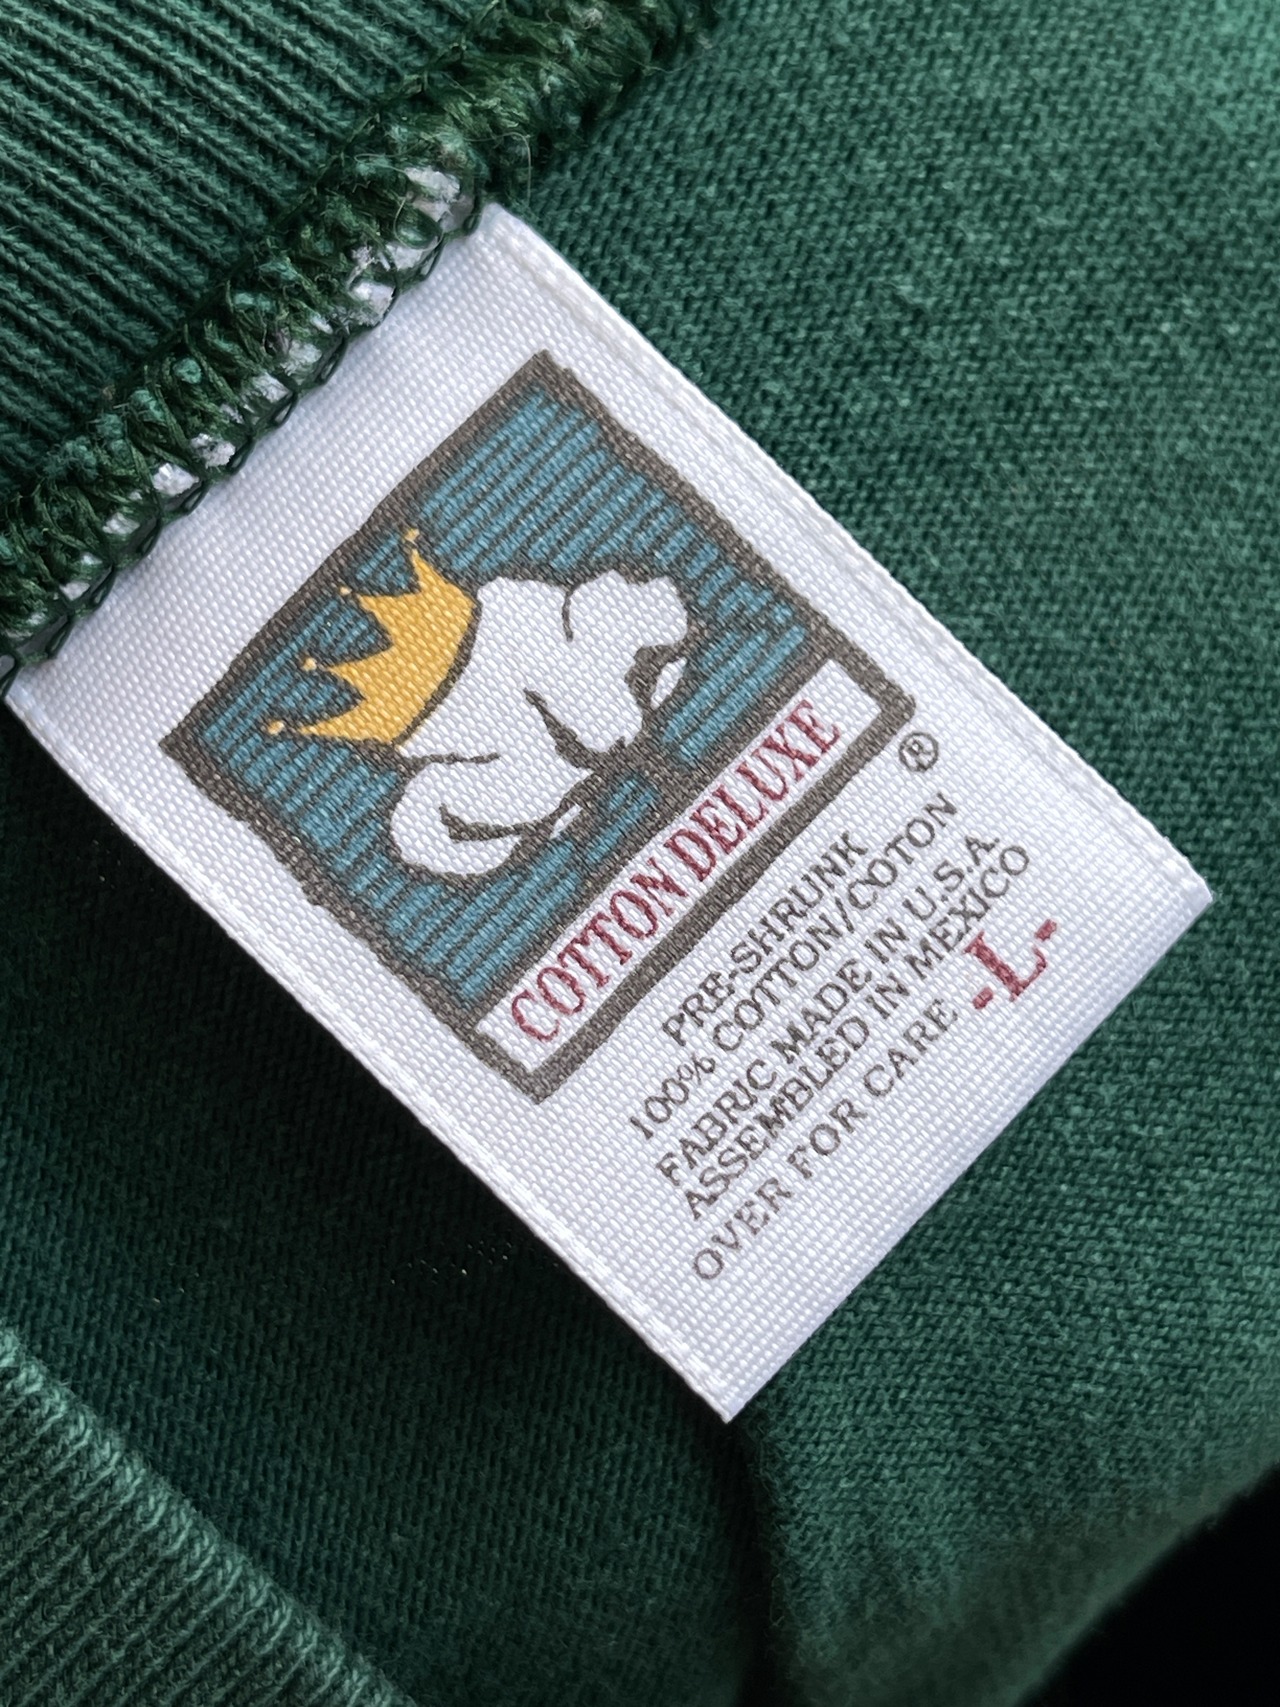 COTTON DELUXE
®
PRE-SHRUNK
100% COTTON/COTON
FABRIC MADE IN U.S.A.
ASSEMBLED IN MEXICO
OVER FOR CARE -L-